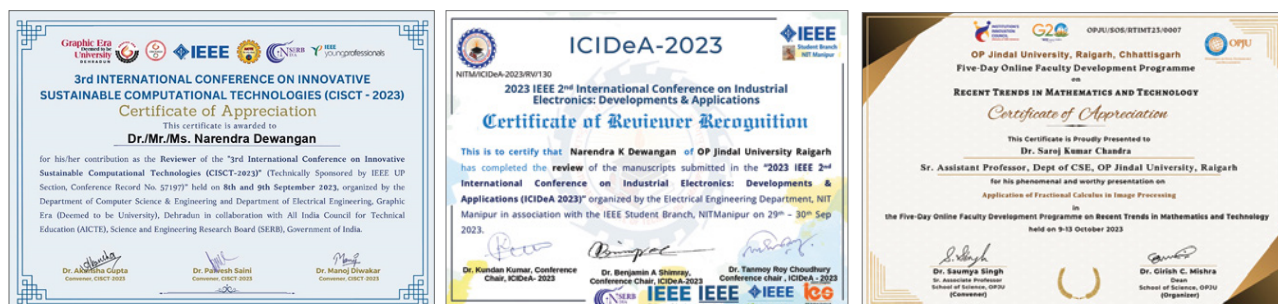 Graphic Era
Deemed to be
University
DEHRADUN
IEEE
SERB
IEEE
youngprofessionals
3rd INTERNATIONAL CONFERENCE ON INNOVATIVE
SUSTAINABLE COMPUTATIONAL TECHNOLOGIES (CISCT - 2023)
Certificate of Appreciation
This certificate is awarded to
Dr./Mr./Ms. Narendra Dewangan
for his/her contribution as the Reviewer of the "3rd International Conference on Innovative
Sustainable Computational Technologies (CISCT-2023)" (Technically Sponsored by IEEE UP
Section, Conference Record No. 57197)" held on 8th and 9th September 2023, organized by the
Department of Computer Science & Engineering and Department of Electrical Engineering, Graphic
Era (Deemed to be University), Dehradun in collaboration with All India Council for Technical
Education (AICTE), Science and Engineering Research Board (SERB), Government of India.
Dr. Akansha Gupta
Convener, CISCT 2023
Dr. Parvesh Saini
Convener, CISCT 2023
Dr. Manoj Diwakar
Convener, CISCT 2023
ICIDeA-2023
IEEE
Student Branch
NIT Manipur
NITM/ICIDeA-2023/RV/130
2023 IEEE 2nd International Conference on Industrial
Electronics: Developments & Applications
Certificate of Reviewer Recognition
This is to certify that Narendra K Dewangan of OP Jindal University Raigarh
has completed the review of the manuscripts submitted in the "2023 IEEE 2nd
International Conference on Industrial Electronics: Developments &
Applications (ICIDeA 2023)" organized by the Electrical Engineering Department, NIT
Manipur in association with the IEEE Student Branch, NITManipur on 29th - 30th Sep
2023.
Dr. Kundan Kumar, Conference
Chair, ICIDeA- 2023
Dr. Benjamin A Shimray,
Conference Chair, ICIDeA-2023
Dr. Tanmoy Roy Choudhury
Conference chair , ICIDeA - 2023
SERB
IEEE
IEEE
IEEE
ies
INSTITUTION'S
INNOVATION
COUNCIL
G20
OPJU/SOS/RTIMT23/0007
OPJU
OP Jindal University, Raigarh, Chhattisgarh
Five-Day Online Faculty Development Programme
on
RECENT TRENDS IN MATHEMATICS AND TECHNOLOGY
Certificate of Appreciation
This Certificate is Proudly Presented to
Dr. Saroj Kumar Chandra
Sr. Assistant Professor, Dept of CSE, OP Jindal University, Raigarh
for his phenomenal and worthy presentation on
Application of Fractional Calculus in Image Processing
in
the Five-Day Online Faculty Development Programme on Recent Trends in Mathematics and Technology
held on 9-13 October 2023
S. Singh
Dr. Saumya Singh
Sr. Associate Professor
School of Science, OPJU
(Convener)
Dr. Girish C. Mishra
Dean
School of Science, OPJU
(Organizer)